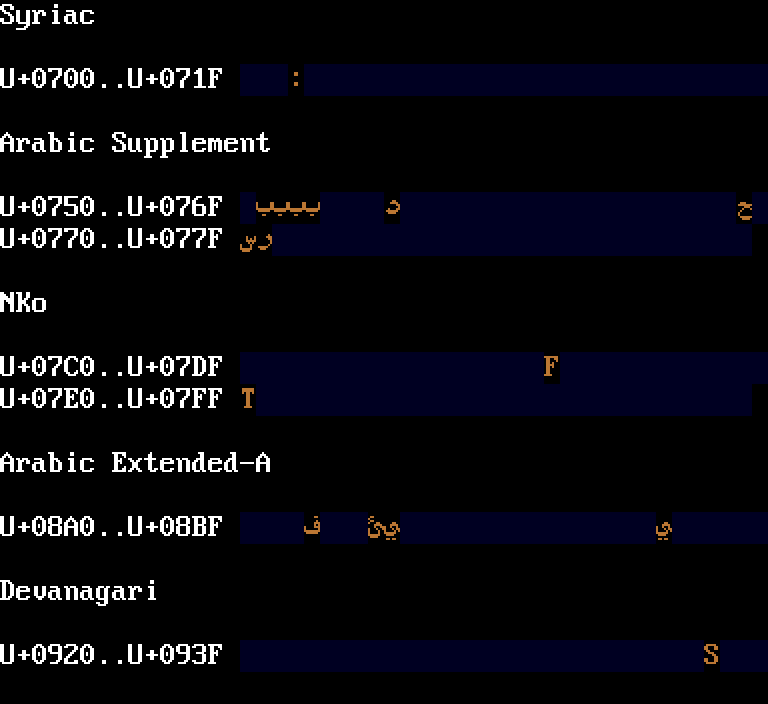 Syriac
U+0700..U+071F :
Arabic Supplement
U+0750..U+076F ببببب د ح
U+0770..U+077F رس
NKo
U+07C0..U+07DF F
U+07E0..U+07FF T
Arabic Extended-A
U+08A0..U+08BF ف ئي ي
Devanagari
U+0920..U+093F S